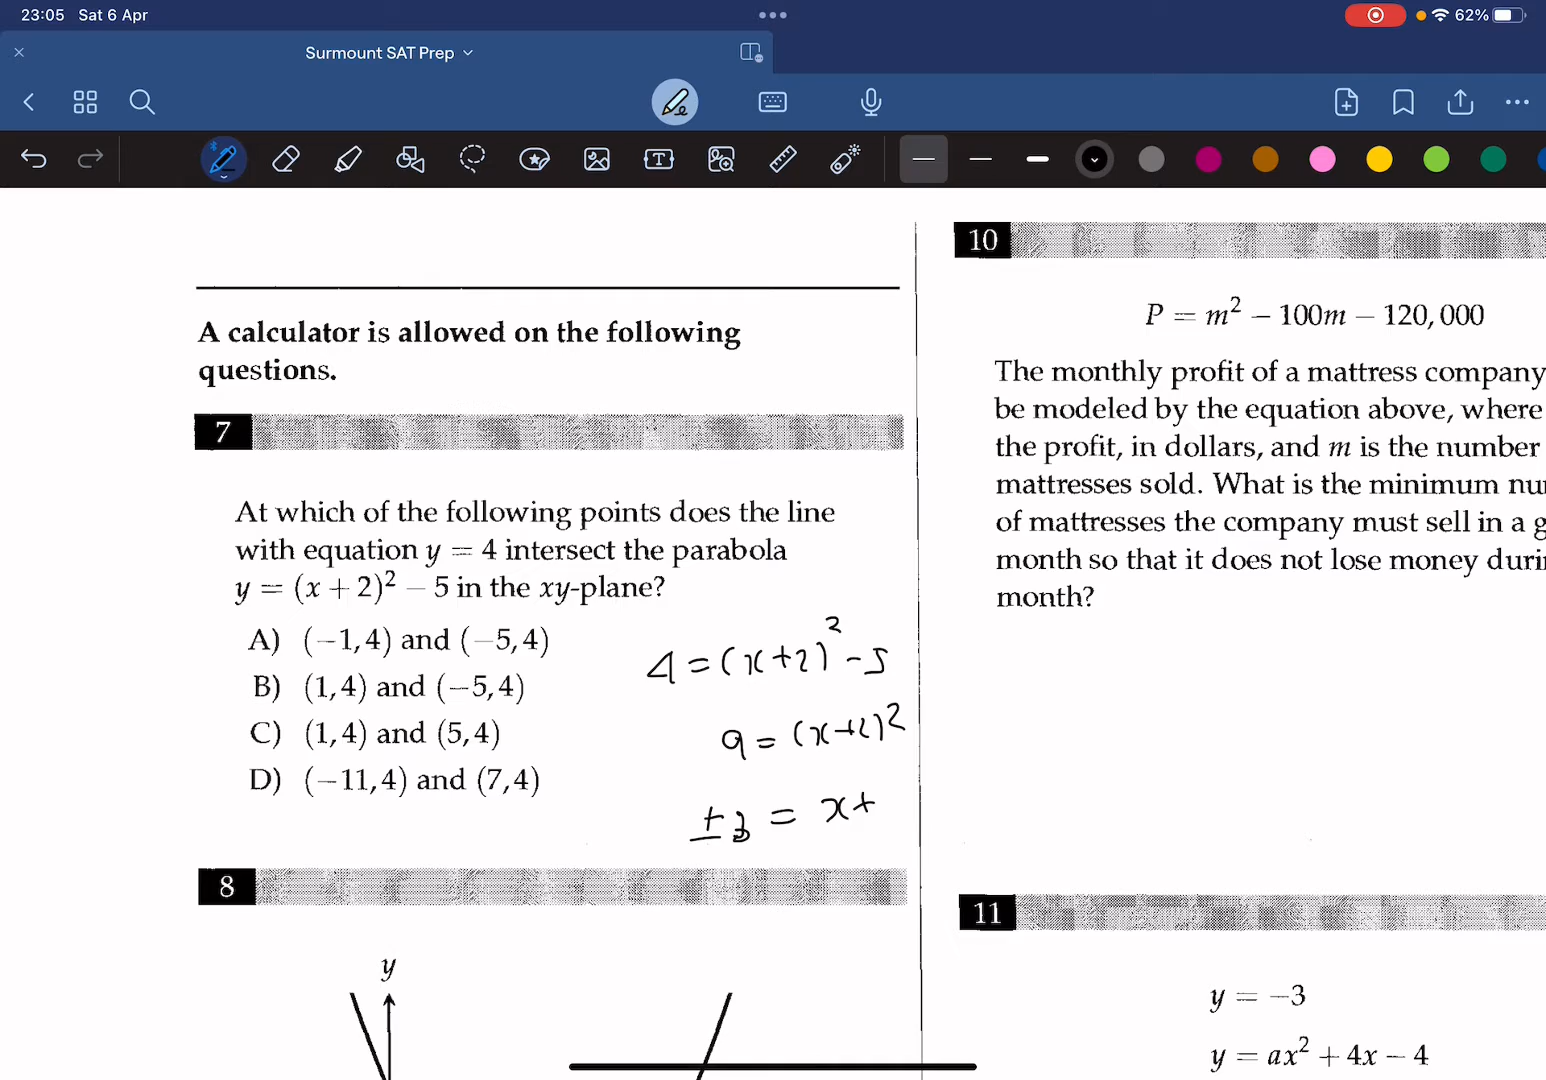 23:05 Sat 6 Apr
62%
Surmount SAT Prep
A calculator is allowed on the following
questions.
7
At which of the following points does the line
with equation y = 4 intersect the parabola
y = (x + 2)² − 5 in the xy-plane?
A) (−1, 4) and (−5, 4)
B) (1, 4) and (−5, 4)
C) (1, 4) and (5, 4)
D) (−11, 4) and (7, 4)
4 = (x+2)² − 5
9 = (x+2)²
±3 = x+
8
y
10
P = m² − 100m − 120,000
The monthly profit of a mattress company
be modeled by the equation above, where
the profit, in dollars, and m is the number
mattresses sold. What is the minimum nu
of mattresses the company must sell in a g
month so that it does not lose money duri
month?
11
y = −3
y = ax² + 4x − 4